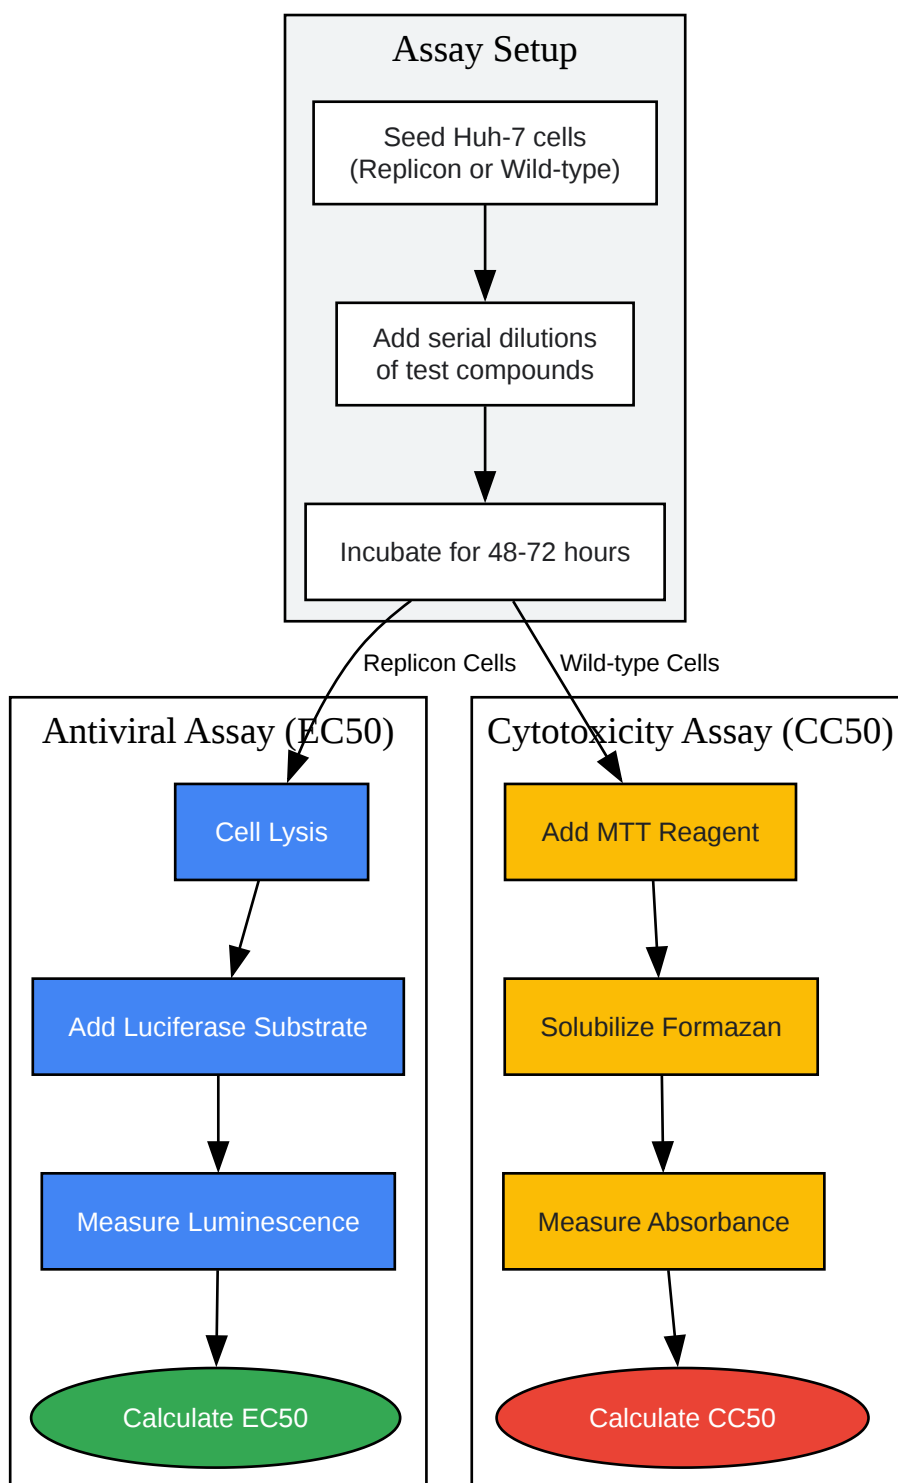 Assay Setup
Seed Huh-7 cells
(Replicon or Wild-type)
Add serial dilutions
of test compounds
Incubate for 48-72 hours
Replicon Cells
Wild-type Cells
Antiviral Assay (EC50)
Cell Lysis
Add Luciferase Substrate
Measure Luminescence
Calculate EC50
Cytotoxicity Assay (CC50)
Add MTT Reagent
Solubilize Formazan
Measure Absorbance
Calculate CC50